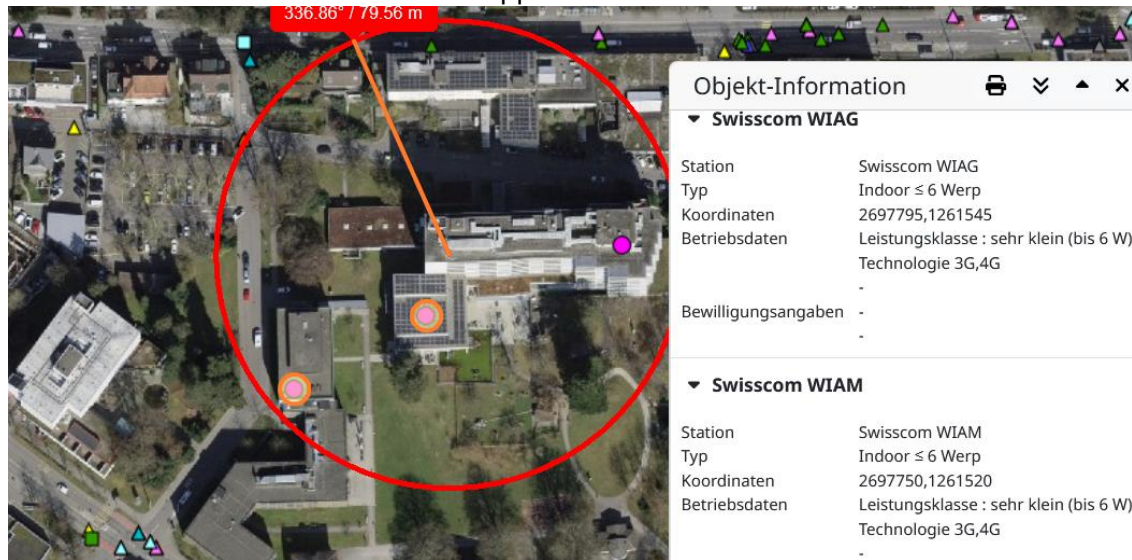 336.86° / 79.56 m
Objekt-Information
Swisscom WIAG
Station Swisscom WIAG
Typ Indoor ≤ 6 Werp
Koordinaten 2697795,1261545
Betriebsdaten Leistungsklasse : sehr klein (bis 6 W)
Technologie 3G,4G
-
Bewilligungsangaben -
-
Swisscom WIAM
Station Swisscom WIAM
Typ Indoor ≤ 6 Werp
Koordinaten 2697750,1261520
Betriebsdaten Leistungsklasse : sehr klein (bis 6 W)
Technologie 3G,4G
-